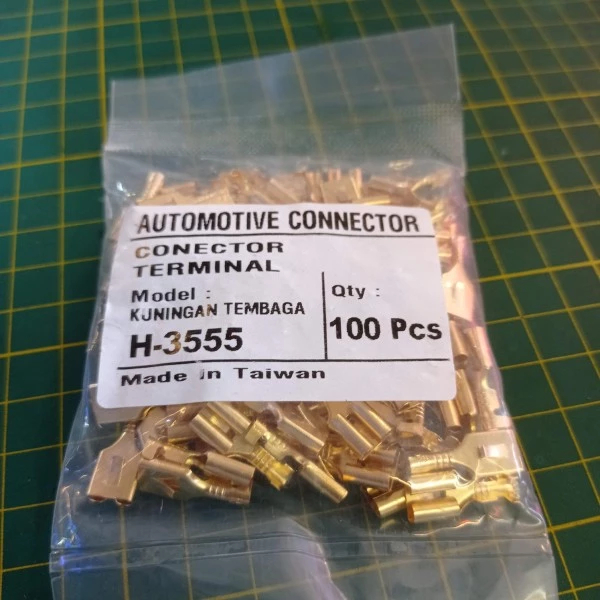 AUTOMOTIVE CONNECTOR
CONECTOR
TERMINAL
Model :
KUNINGAN TEMBAGA
H-3555
Qty :
100 Pcs
Made in Taiwan